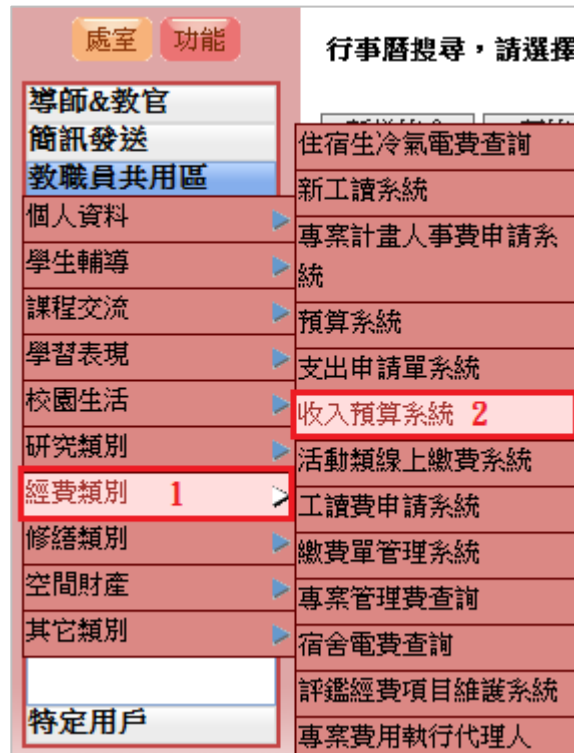 處室 功能
行事曆搜尋，請選擇
導師&教官
簡訊發送
教職員共用區
個人資料
學生輔導
課程交流
學習表現
校園生活
研究類別
經費類別 1
修繕類別
空間財產
其它類別
特定用戶
住宿生冷氣電費查詢
新工讀系統
專案計畫人事費申請系
統
預算系統
支出申請單系統
收入預算系統 2
活動類線上繳費系統
工讀費申請系統
繳費單管理系統
專案管理費查詢
宿舍電費查詢
評鑑經費項目維護系統
專案費用執行代理人